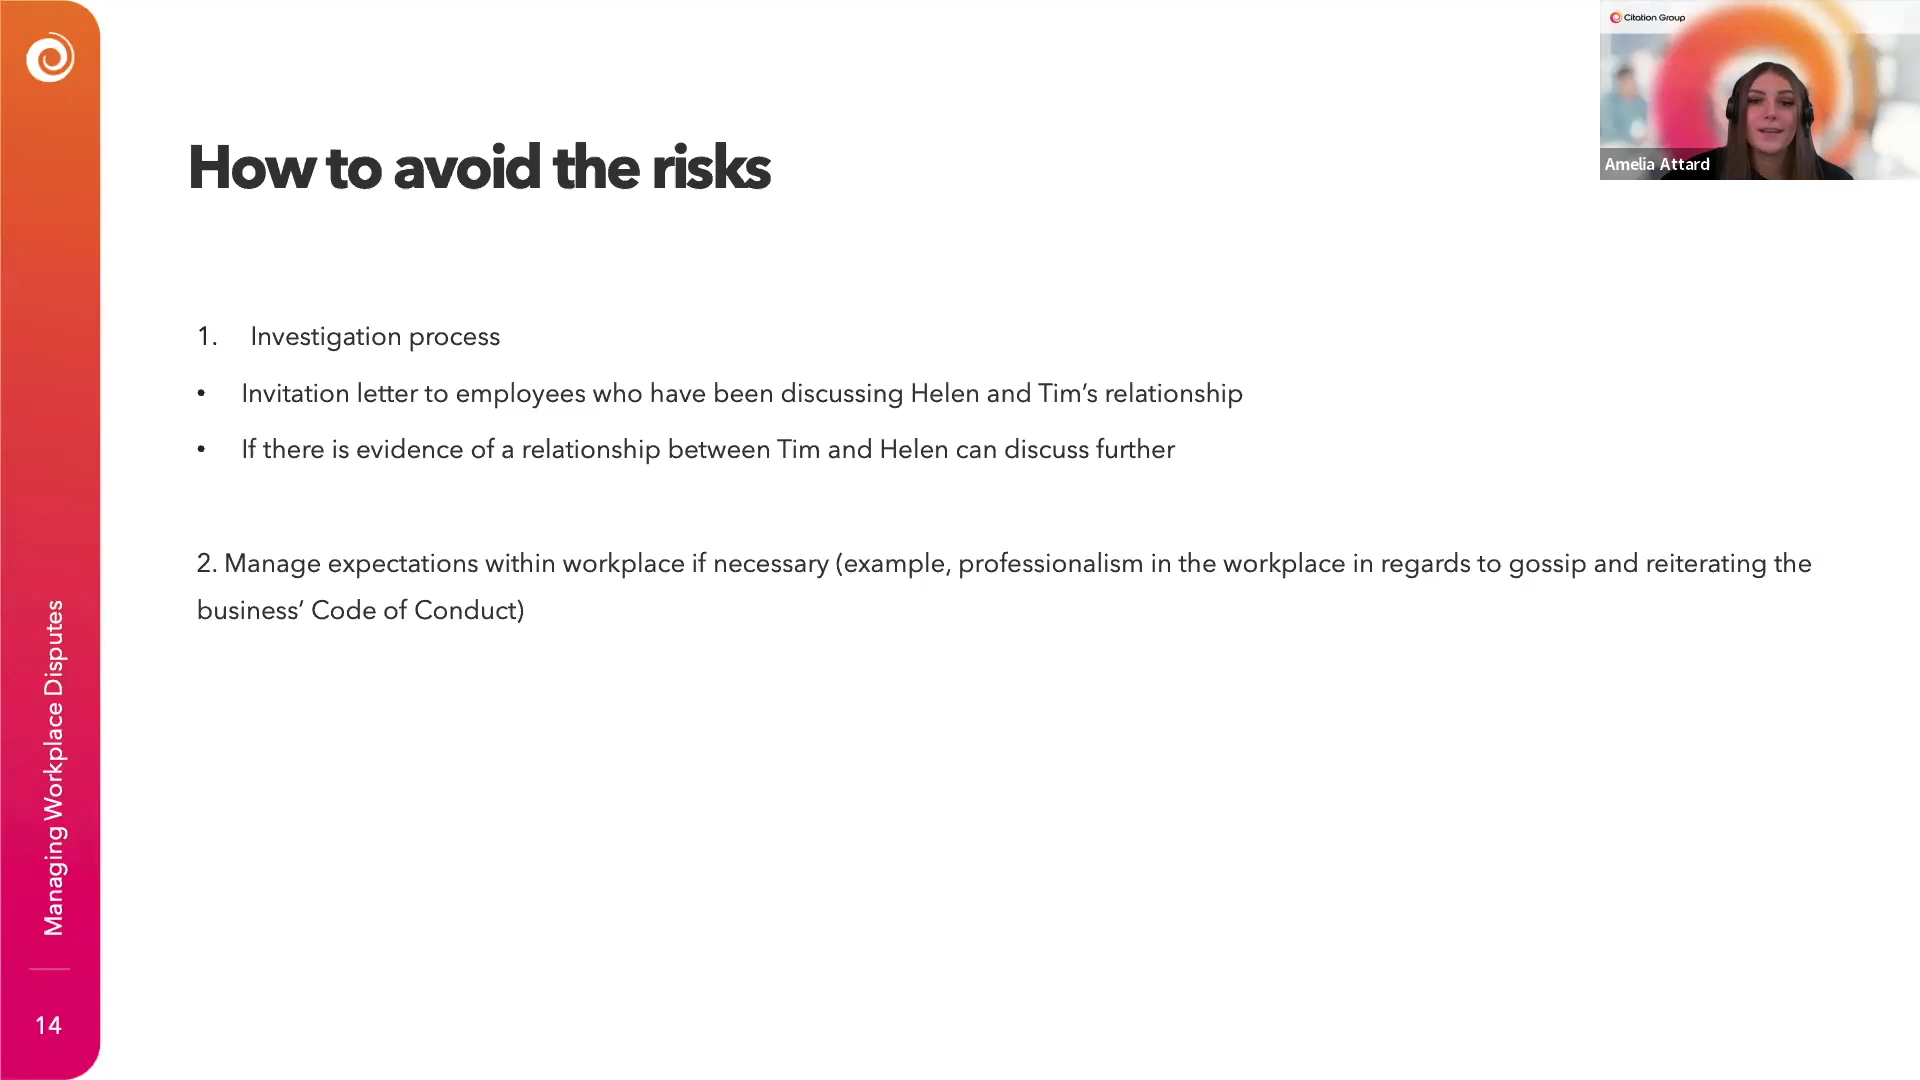 How to avoid the risks
1. Investigation process
• Invitation letter to employees who have been discussing Helen and Tim’s relationship
• If there is evidence of a relationship between Tim and Helen can discuss further
2. Manage expectations within workplace if necessary (example, professionalism in the workplace in regards to gossip and reiterating the
business’ Code of Conduct)
Managing Workplace Disputes
14
Citation Group
Amelia Attard